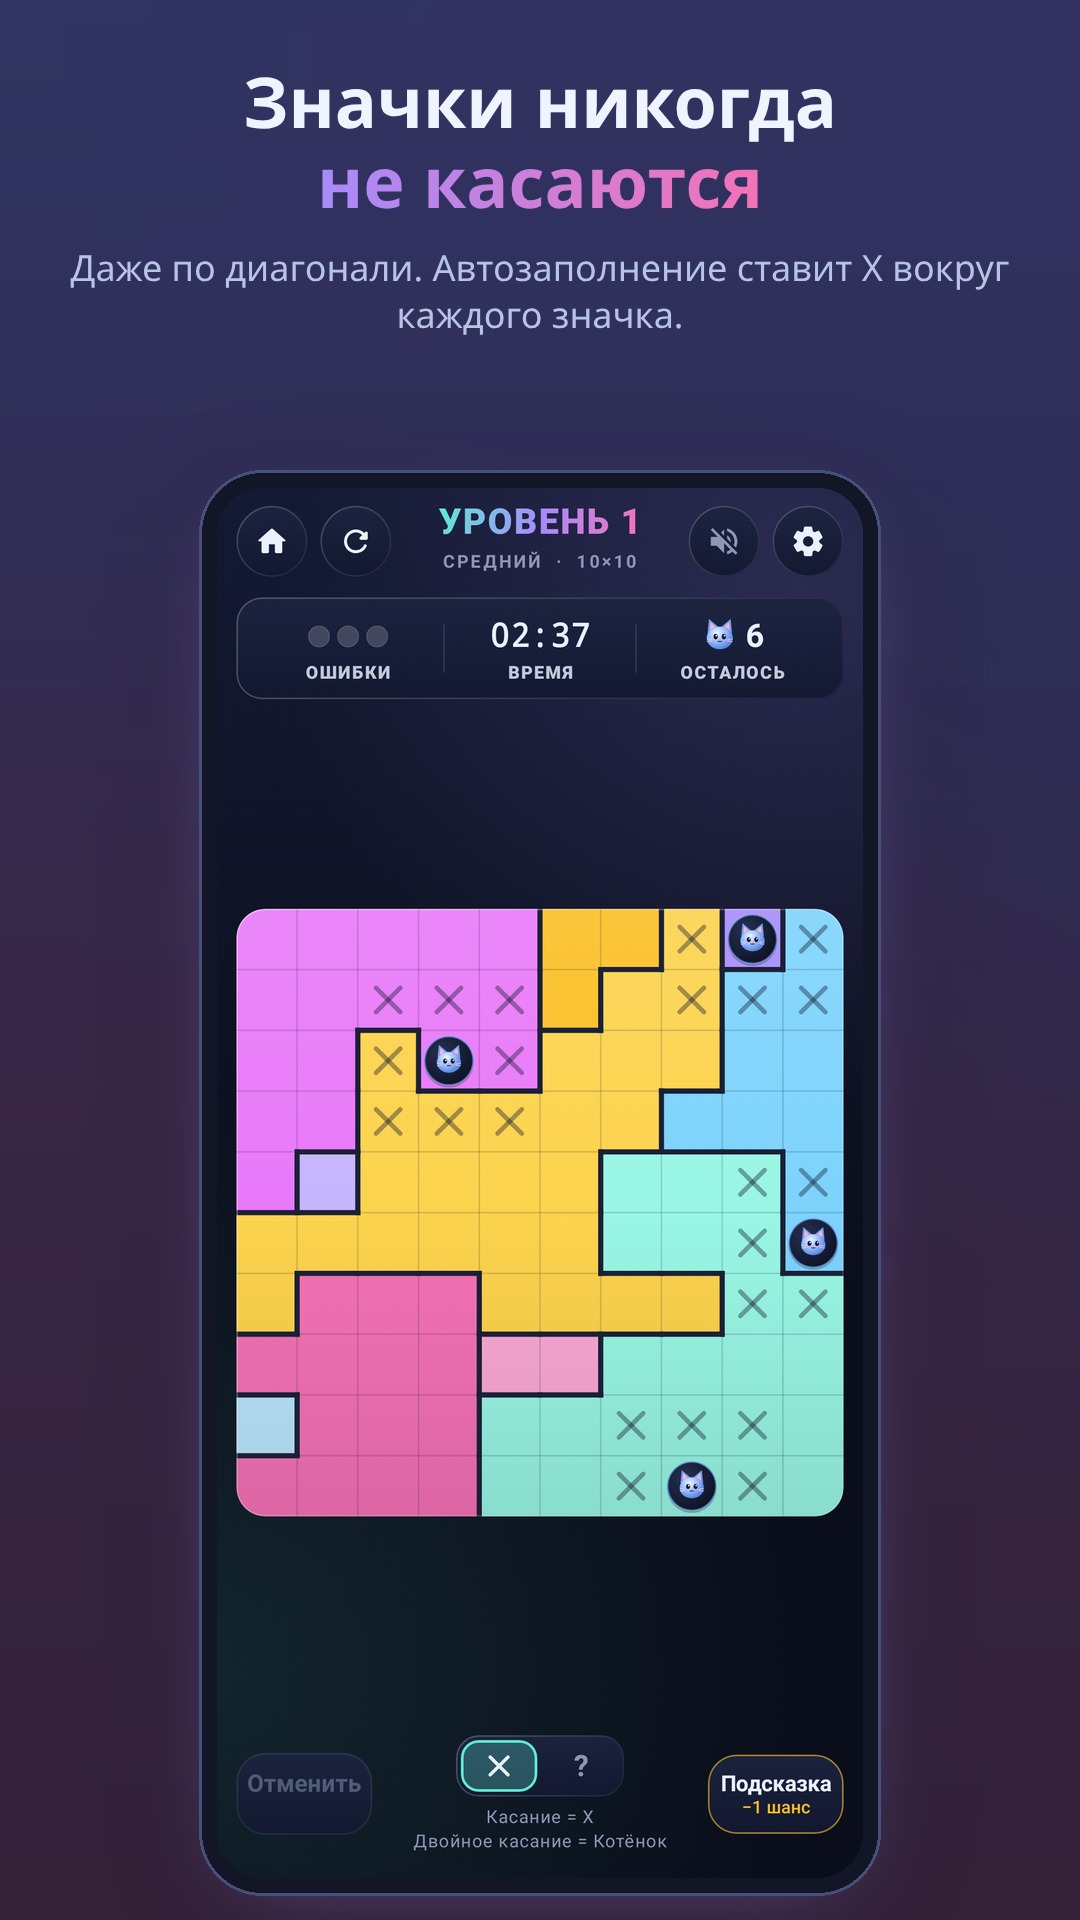 Значки никогда
не касаются
Даже по диагонали. Автозаполнение ставит X вокруг
каждого значка.
УРОВЕНЬ 1
СРЕДНИЙ · 10×10
02:37
6
ОШИБКИ
ВРЕМЯ
ОСТАЛОСЬ
Отменить
?
Подсказка
−1 шанс
Касание = X
Двойное касание = Котёнок